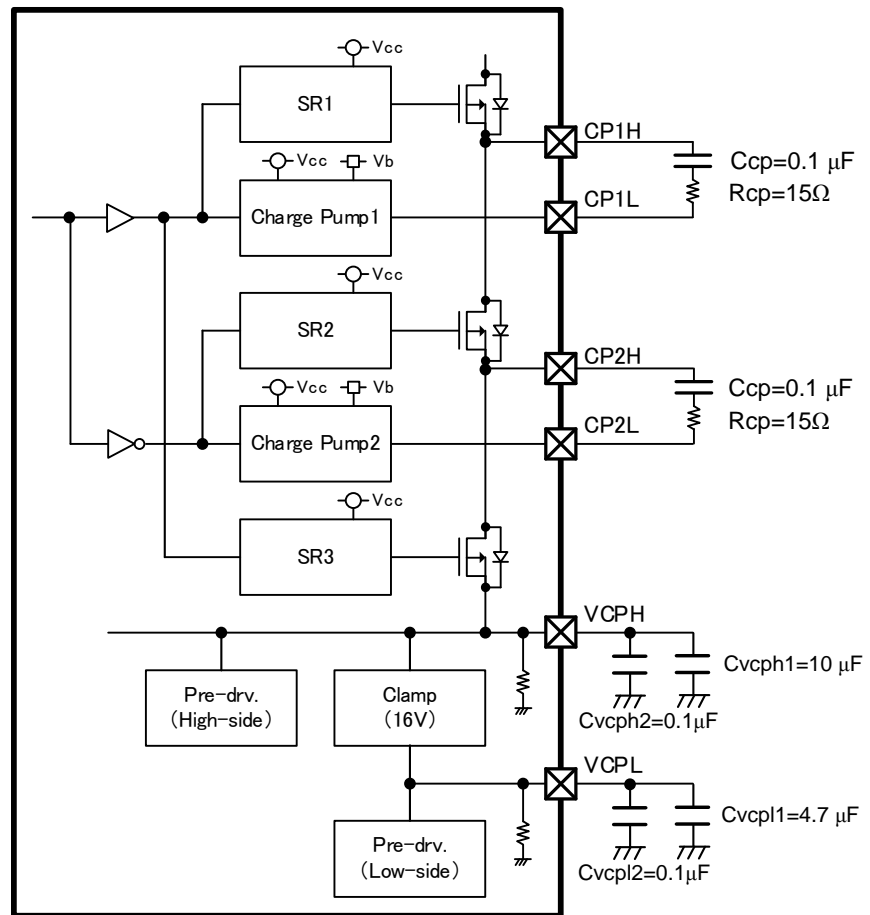 Vcc
SR1
CP1H
Ccp=0.1 μF
Rcp=15Ω
Vcc Vb
Charge Pump1
CP1L
Vcc
SR2
CP2H
Ccp=0.1 μF
Rcp=15Ω
Vcc Vb
Charge Pump2
CP2L
Vcc
SR3
VCPH
Pre-drv.
(High-side)
Clamp
(16V)
Cvcph1=10 μF
Cvcph2=0.1μF
VCPL
Pre-drv.
(Low-side)
Cvcpl1=4.7 μF
Cvcpl2=0.1μF